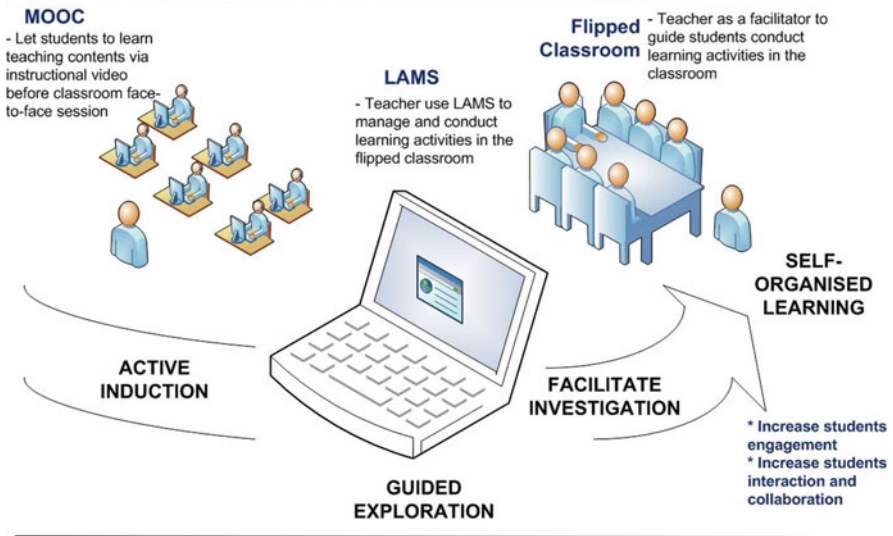 MOOC
- Let students to learn
teaching contents via
instructional video
before classroom face-
to-face session
LAMS
- Teacher use LAMS to
manage and conduct
learning activities in the
flipped classroom
Flipped
Classroom
- Teacher as a facilitator to
guide students conduct
learning activities in the
classroom
SELF-
ORGANISED
LEARNING
ACTIVE
INDUCTION
FACILITATE
INVESTIGATION
GUIDED
EXPLORATION
* Increase students
engagement
* Increase students
interaction and
collaboration